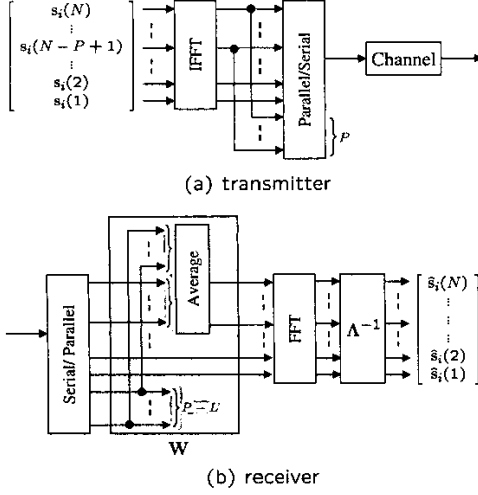 s_i(N)
s_i(N − P + 1)
s_i(2)
s_i(1)
IFFT
Parallel/Serial
Channel
P
(a) transmitter
Serial/Parallel
Average
P − L
W
FFT
Λ⁻¹
ŝ_i(N)
ŝ_i(2)
ŝ_i(1)
(b) receiver